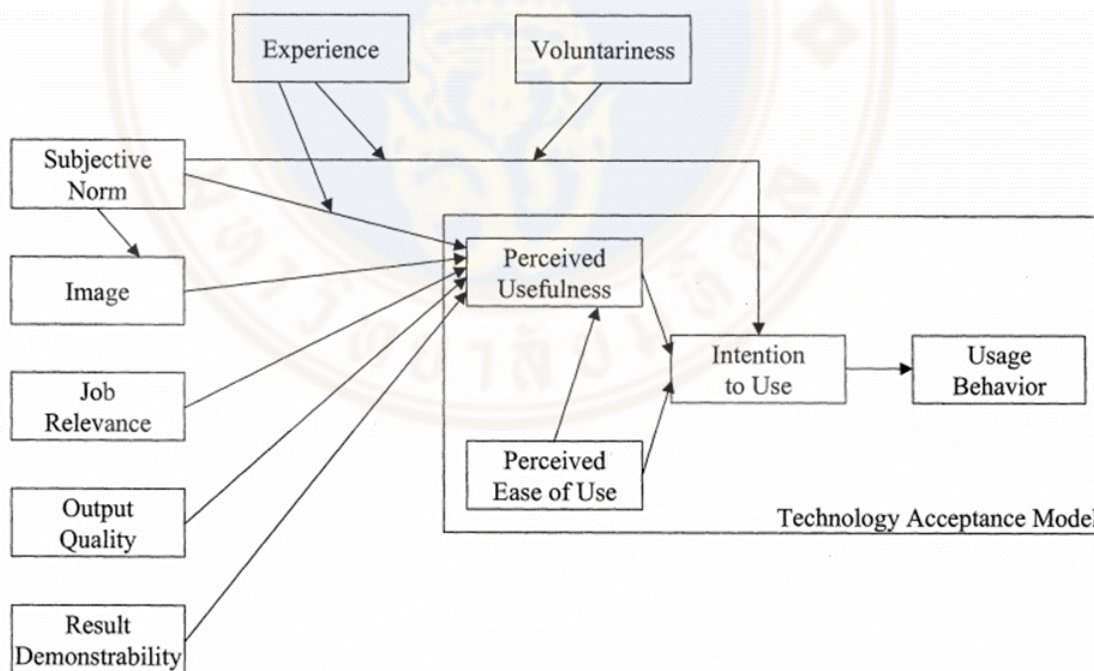 Experience
Voluntariness
Subjective
Norm
Image
Perceived
Usefulness
Intention
to Use
Usage
Behavior
Job
Relevance
Perceived
Ease of Use
Output
Quality
Technology Acceptance Model
Result
Demonstrability